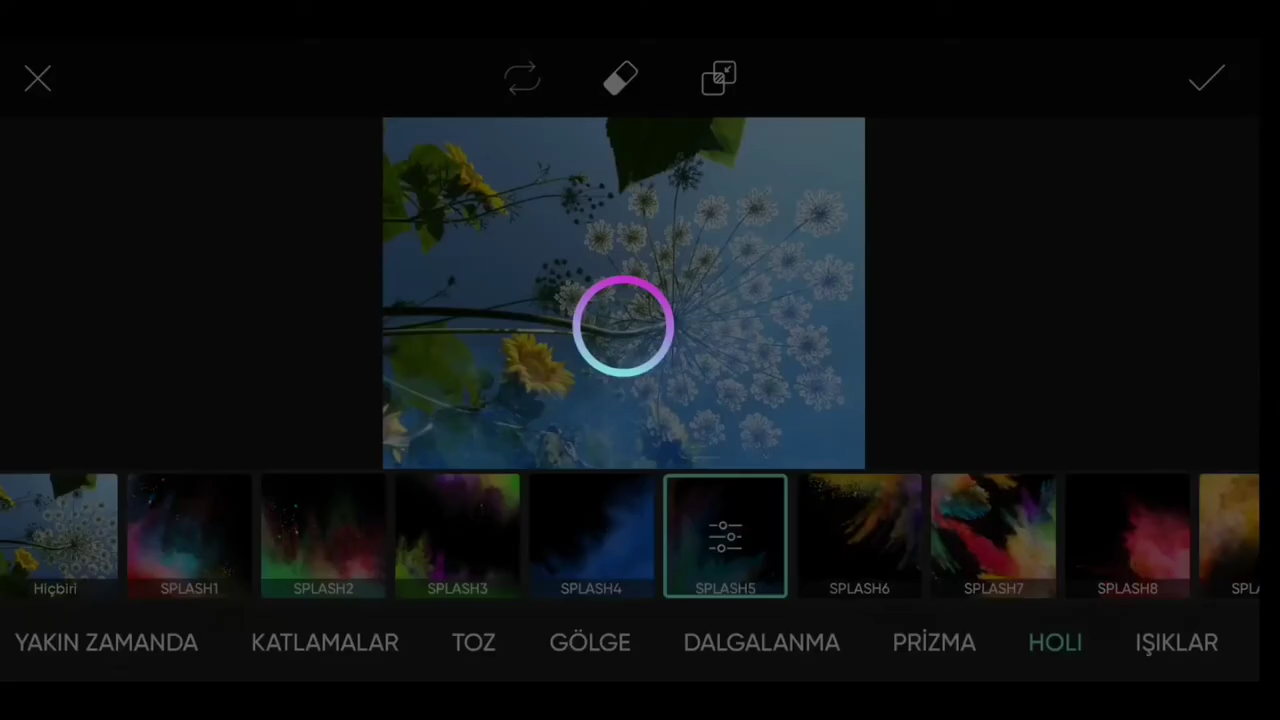 Hiçbiri SPLASH1 SPLASH2 SPLASH3 SPLASH4 SPLASH5 SPLASH6 SPLASH7 SPLASH8 SPLA
YAKIN ZAMANDA KATLAMALAR TOZ GÖLGE DALGALANMA PRİZMA HOLI IŞIKLAR